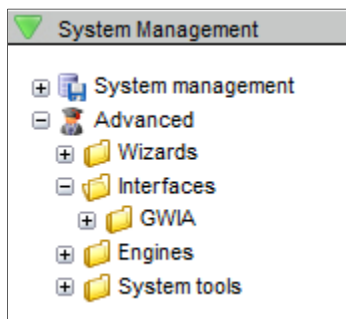 System Management
System management
Advanced
Wizards
Interfaces
GWIA
Engines
System tools